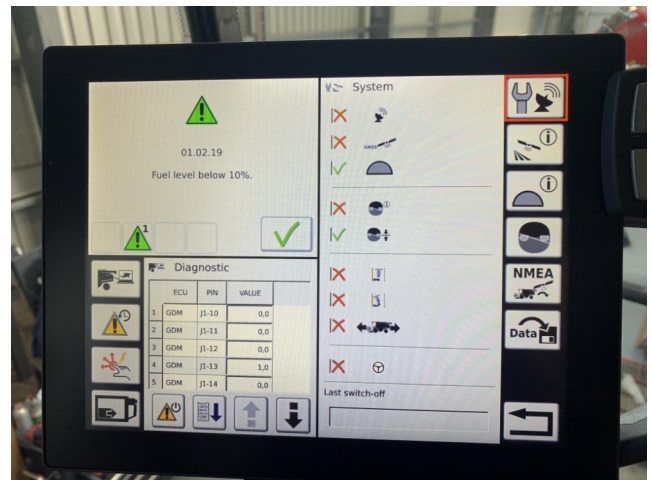 01.02.19
Fuel level below 10%.
1
Diagnostic
ECU PIN VALUE
1 GDM J1-10 0,0
2 GDM J1-11 0,0
3 GDM J1-12 0,0
4 GDM J1-13 1,0
5 GDM J1-14 0,0
System
GNSS
Last switch-off
NMEA
Data